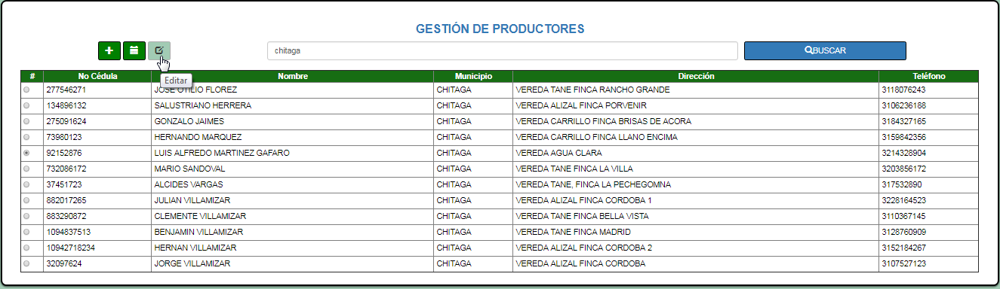 GESTIÓN DE PRODUCTORES
chitaga BUSCAR
Editar
# No Cédula Nombre Municipio Dirección Teléfono
277546271 JOSE OTILIO FLOREZ CHITAGA VEREDA TANE FINCA RANCHO GRANDE 3118076243
134896132 SALUSTRIANO HERRERA CHITAGA VEREDA ALIZAL FINCA PORVENIR 3106236188
275091624 GONZALO JAIMES CHITAGA VEREDA CARRILLO FINCA BRISAS DE ACORA 3184327165
73980123 HERNANDO MARQUEZ CHITAGA VEREDA CARRILLO FINCA LLANO ENCIMA 3159842356
92152876 LUIS ALFREDO MARTINEZ GAFARO CHITAGA VEREDA AGUA CLARA 3214328904
732086172 MARIO SANDOVAL CHITAGA VEREDA TANE FINCA LA VILLA 3203856172
37451723 ALCIDES VARGAS CHITAGA VEREDA TANE, FINCA LA PECHEGOMNA 317532890
882017265 JULIAN VILLAMIZAR CHITAGA VEREDA ALIZAL FINCA CORDOBA 1 3228164523
883290872 CLEMENTE VILLAMIZAR CHITAGA VEREDA TANE FINCA BELLA VISTA 3110367145
1094837513 BENJAMIN VILLAMIZAR CHITAGA VEREDA TANE FINCA MADRID 3128760909
10942718234 HERNAN VILLAMIZAR CHITAGA VEREDA ALIZAL FINCA CORDOBA 2 3152184267
32097624 JORGE VILLAMIZAR CHITAGA VEREDA ALIZAL FINCA CORDOBA 3107527123